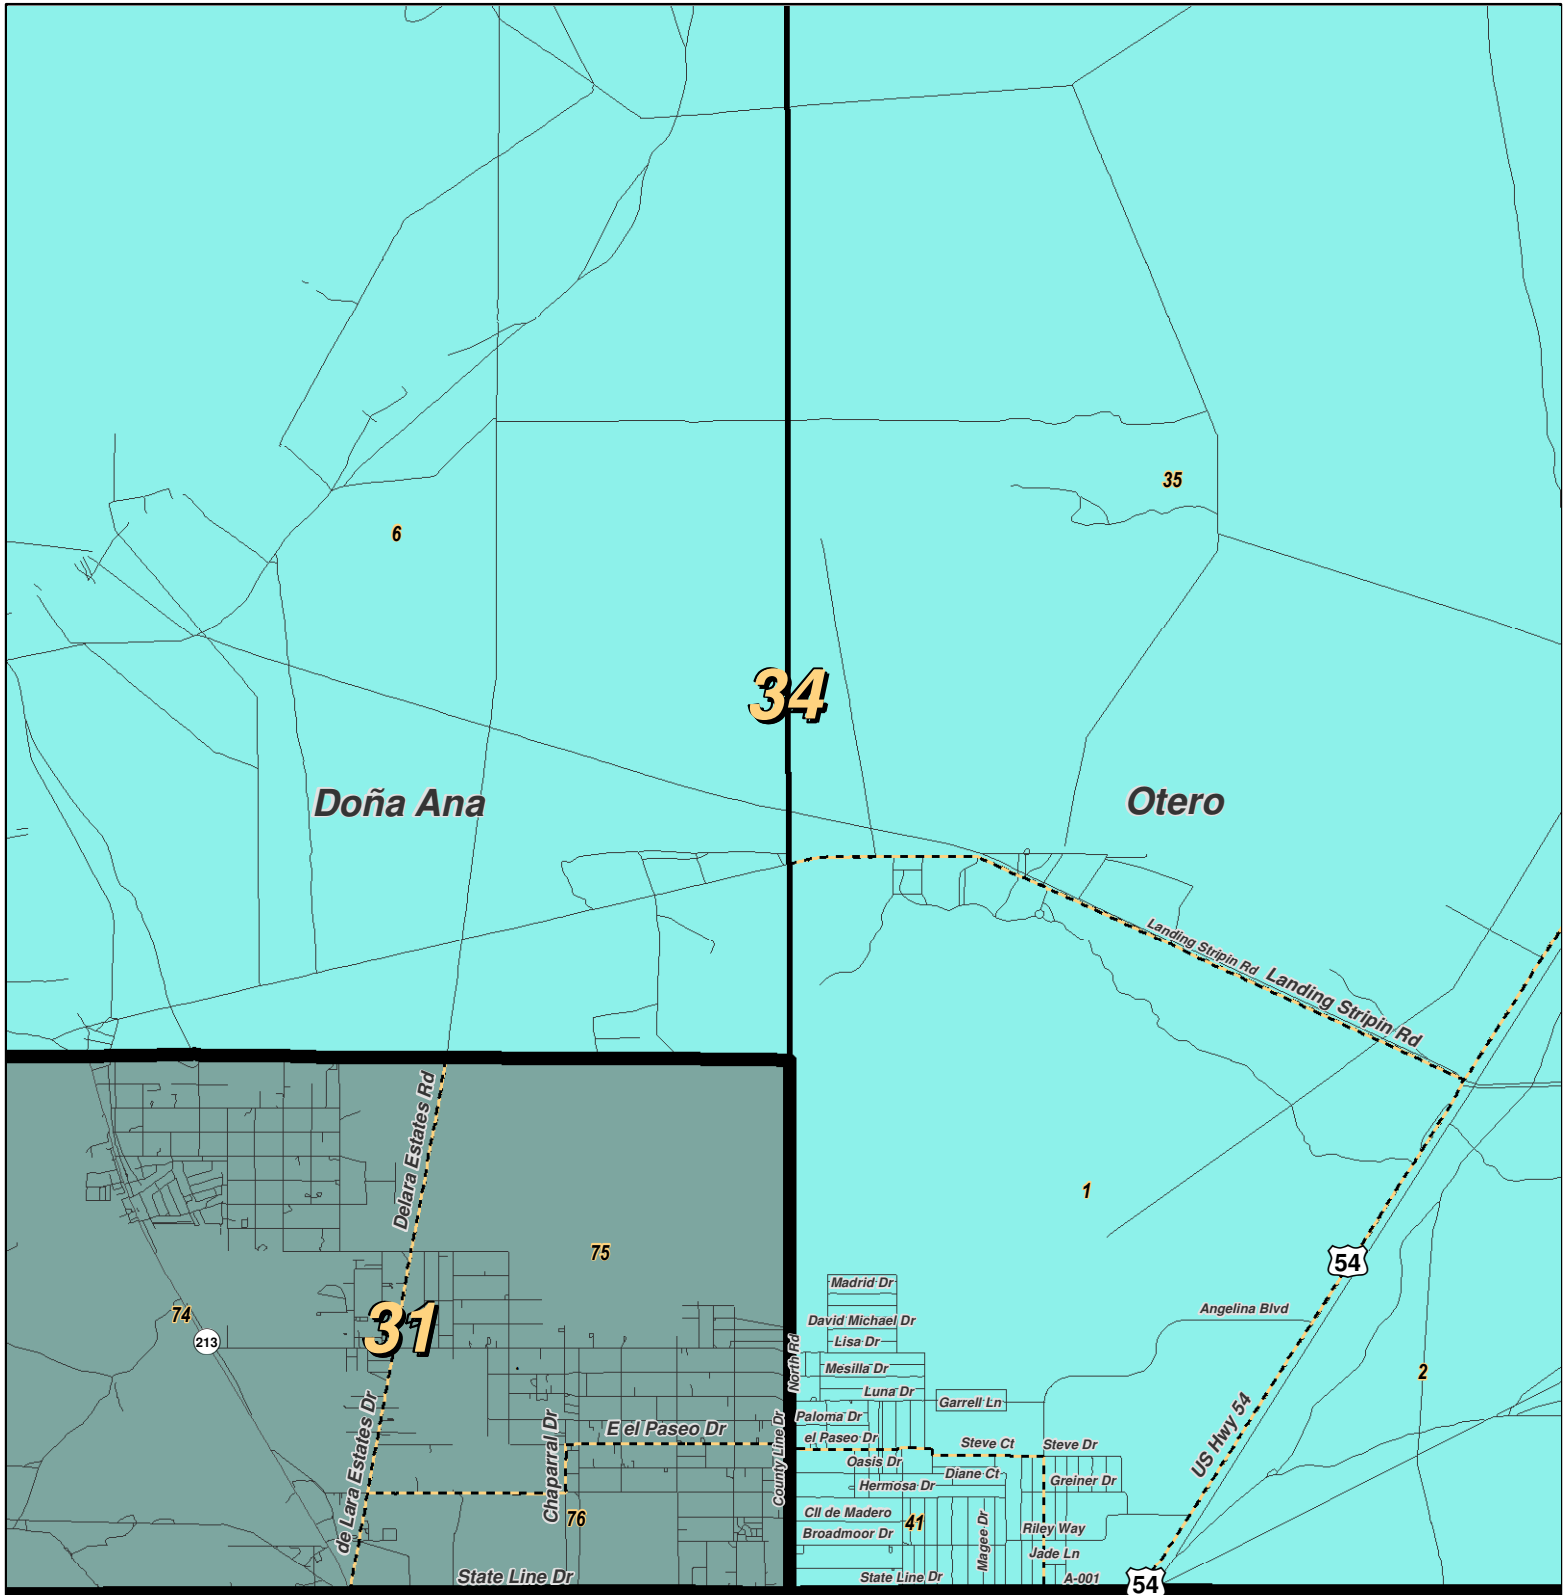 35
6
34
Doña Ana
Otero
Landing Stripin Rd
Landing Stripin Rd
Delara Estates Rd
1
75
54
Madrid Dr
Angelina Blvd
74
31
David Michael Dr
213
Lisa Dr
North Rd
Mesilla Dr
2
Luna Dr
Garrell Ln
Paloma Dr
E el Paseo Dr
el Paseo Dr
Steve Ct
Steve Dr
US Hwy 54
Chaparral Dr
County Line Dr
Oasis Dr
Diane Ct
Greiner Dr
Hermosa Dr
de Lara Estates Dr
76
Cll de Madero
41
Broadmoor Dr
Magee Dr
Riley Way
Jade Ln
State Line Dr
State Line Dr
A-001
54